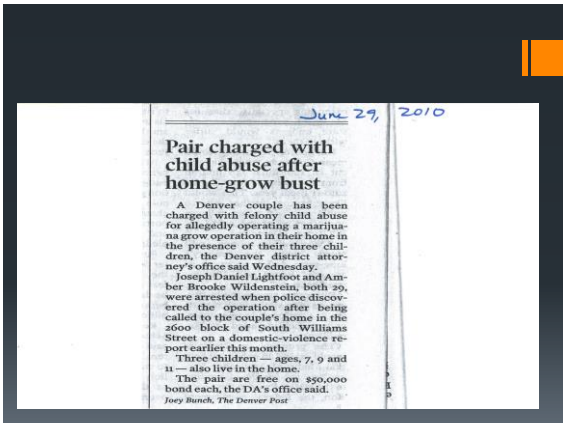 June 29, 2010
Pair charged with
child abuse after
home-grow bust
A Denver couple has been
charged with felony child abuse
for allegedly operating a marijua-
na grow operation in their home in
the presence of their three chil-
dren, the Denver district attor-
ney's office said Wednesday.
Joseph Daniel Lightfoot and Am-
ber Brooke Wildenstein, both 29,
were arrested when police discov-
ered the operation after being
called to the couple's home in the
2600 block of South Williams
Street on a domestic-violence re-
port earlier this month.
Three children — ages, 7, 9 and
11 — also live in the home.
The pair are free on $50,000
bond each, the DA's office said.
Joey Bunch, The Denver Post